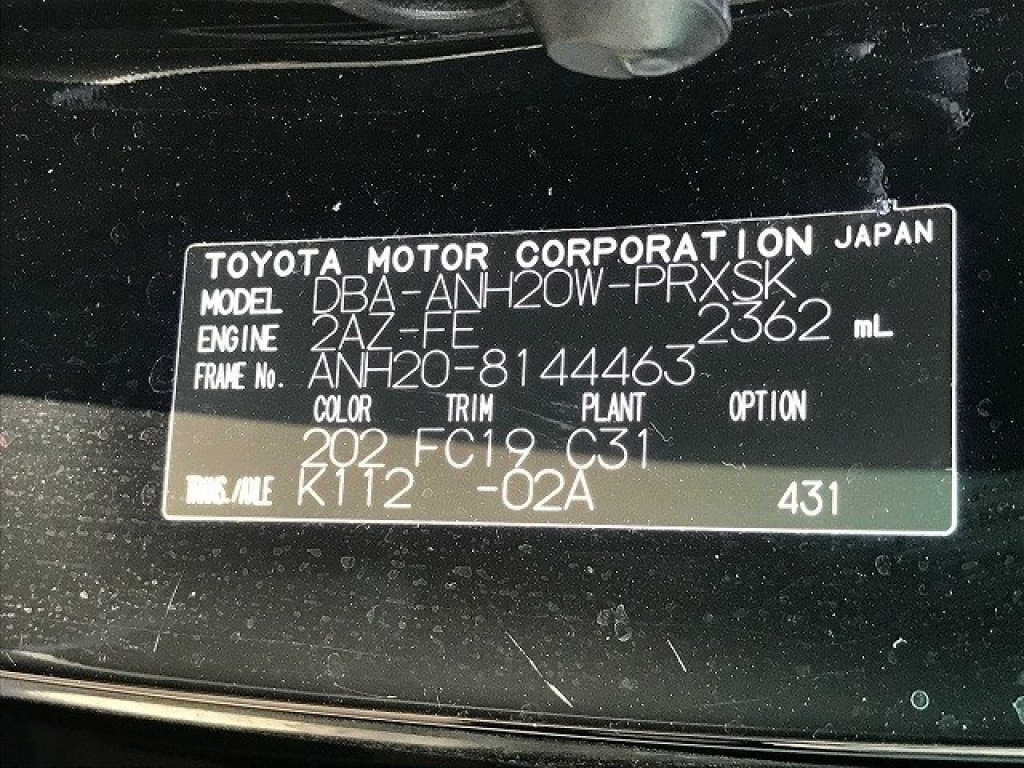 TOYOTA MOTOR CORPORATION JAPAN
MODEL DBA-ANH20W-PRXSK
ENGINE 2AZ-FE 2362 mL
FRAME No. ANH20-8144463
COLOR TRIM PLANT OPTION
202 FC19 C31
TRANS./AXLE K112 -02A 431